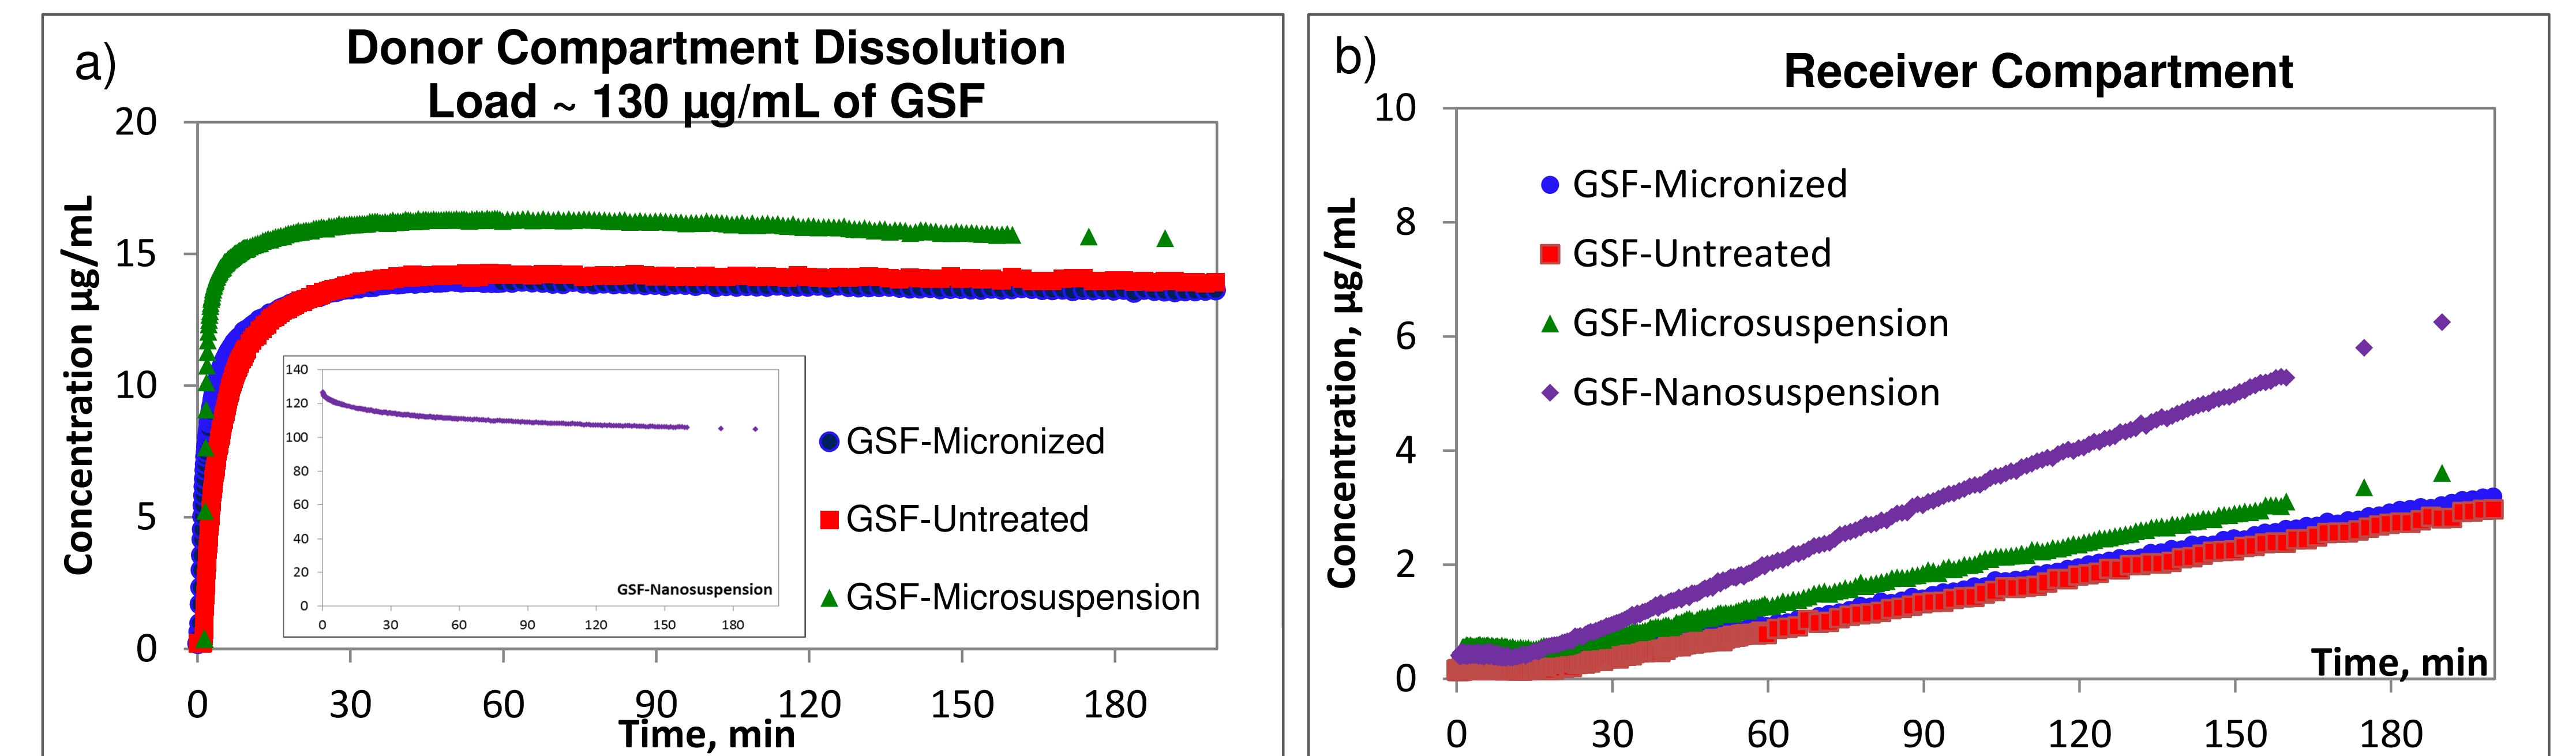 a)
Donor Compartment Dissolution
Load ~ 130 µg/mL of GSF
Concentration µg/mL
20
15
10
5
0
0 30 60 90 120 150 180
Time, min
140
120
100
80
60
40
20
0
0 30 60 90 120 150 180
GSF-Nanosuspension
GSF-Micronized
GSF-Untreated
GSF-Microsuspension
b)
Receiver Compartment
Concentration, µg/mL
10
8
6
4
2
0
GSF-Micronized
GSF-Untreated
GSF-Microsuspension
GSF-Nanosuspension
Time, min
0 30 60 90 120 150 180